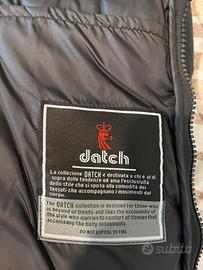 datch
La collezione DATCH è destinata a chi è al di
sopra delle tendenze ed ama l'esclusività
dello stile che si sposa alla comodità dei
tessuti che accompagnano i movimenti del
corpo.
The DATCH collection is destined for those who
is beyond of trends and likes the exclusivity of
the style who marries to comfort of fabrics that
accompany the body movements.
DO NOT EXPOSE TO FIRE
subito